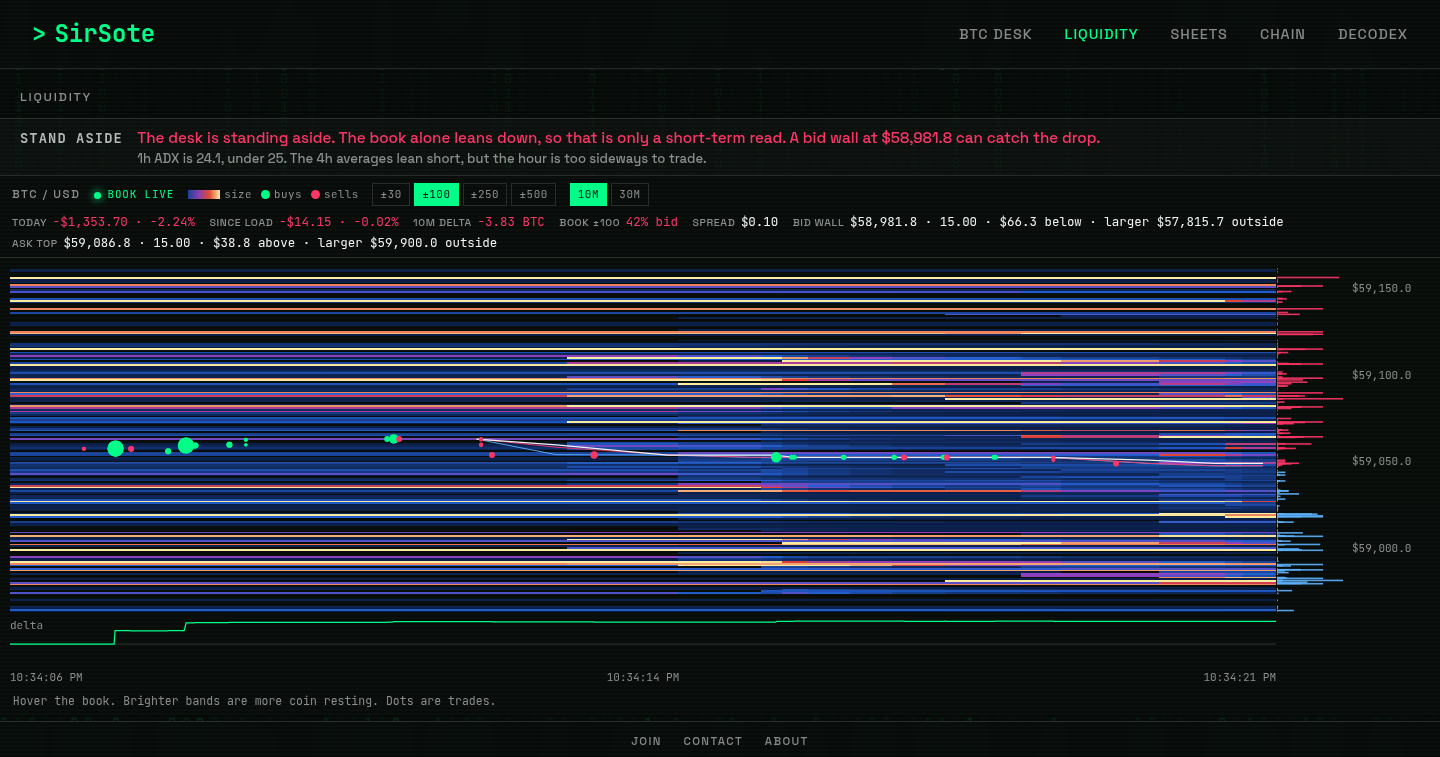 > SirSote
BTC DESK LIQUIDITY SHEETS CHAIN DECODEX
LIQUIDITY
STAND ASIDE The desk is standing aside. The book alone leans down, so that is only a short-term read. A bid wall at $58,981.8 can catch the drop.
1h ADX is 24.1, under 25. The 4h averages lean short, but the hour is too sideways to trade.
BTC / USD BOOK LIVE size buys sells ±30 ±100 ±250 ±500 10M 30M
TODAY -$1,353.70 · -2.24% SINCE LOAD -$14.15 · -0.02% 10M DELTA -3.83 BTC BOOK ±100 42% bid SPREAD $0.10 BID WALL $58,981.8 · 15.00 · $66.3 below · larger $57,815.7 outside
ASK TOP $59,086.8 · 15.00 · $38.8 above · larger $59,900.0 outside
$59,150.0
$59,100.0
$59,050.0
$59,000.0
delta
10:34:06 PM 10:34:14 PM 10:34:21 PM
Hover the book. Brighter bands are more coin resting. Dots are trades.
JOIN CONTACT ABOUT